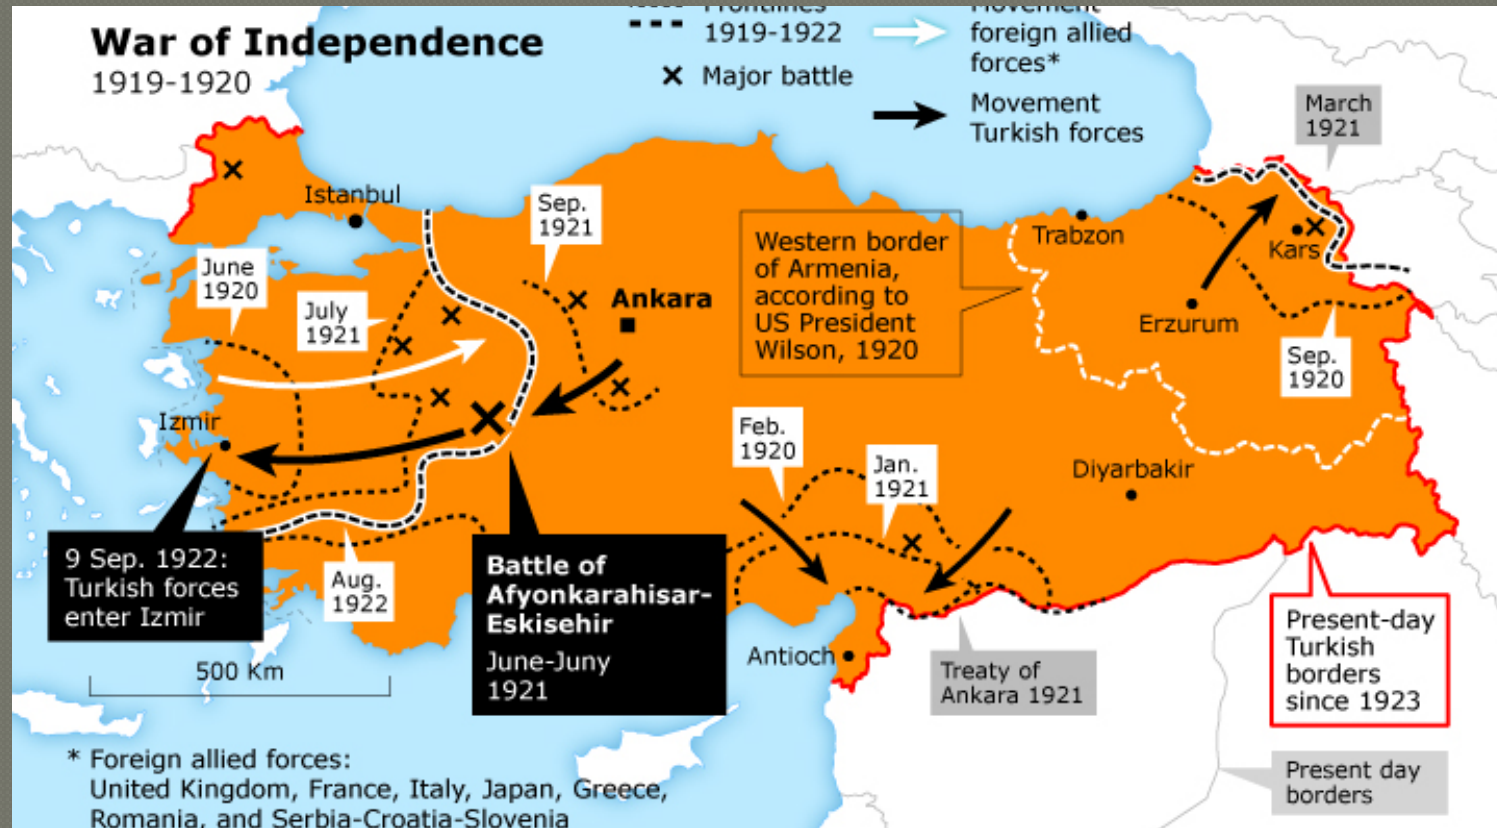 War of Independence
1919-1920
Frontlines
1919-1922
Major battle
Movement
foreign allied
forces*
Movement
Turkish forces
March
1921
Istanbul
Sep.
1921
June
1920
July
1921
Ankara
Western border
of Armenia,
according to
US President
Wilson, 1920
Trabzon
Kars
Erzurum
Sep.
1920
Izmir
Feb.
1920
Jan.
1921
Diyarbakir
9 Sep. 1922:
Turkish forces
enter Izmir
Aug.
1922
Battle of
Afyonkarahisar-
Eskisehir
June-Juny
1921
500 Km
Antioch
Treaty of
Ankara 1921
Present-day
Turkish
borders
since 1923
Present day
borders
* Foreign allied forces:
United Kingdom, France, Italy, Japan, Greece,
Romania, and Serbia-Croatia-Slovenia